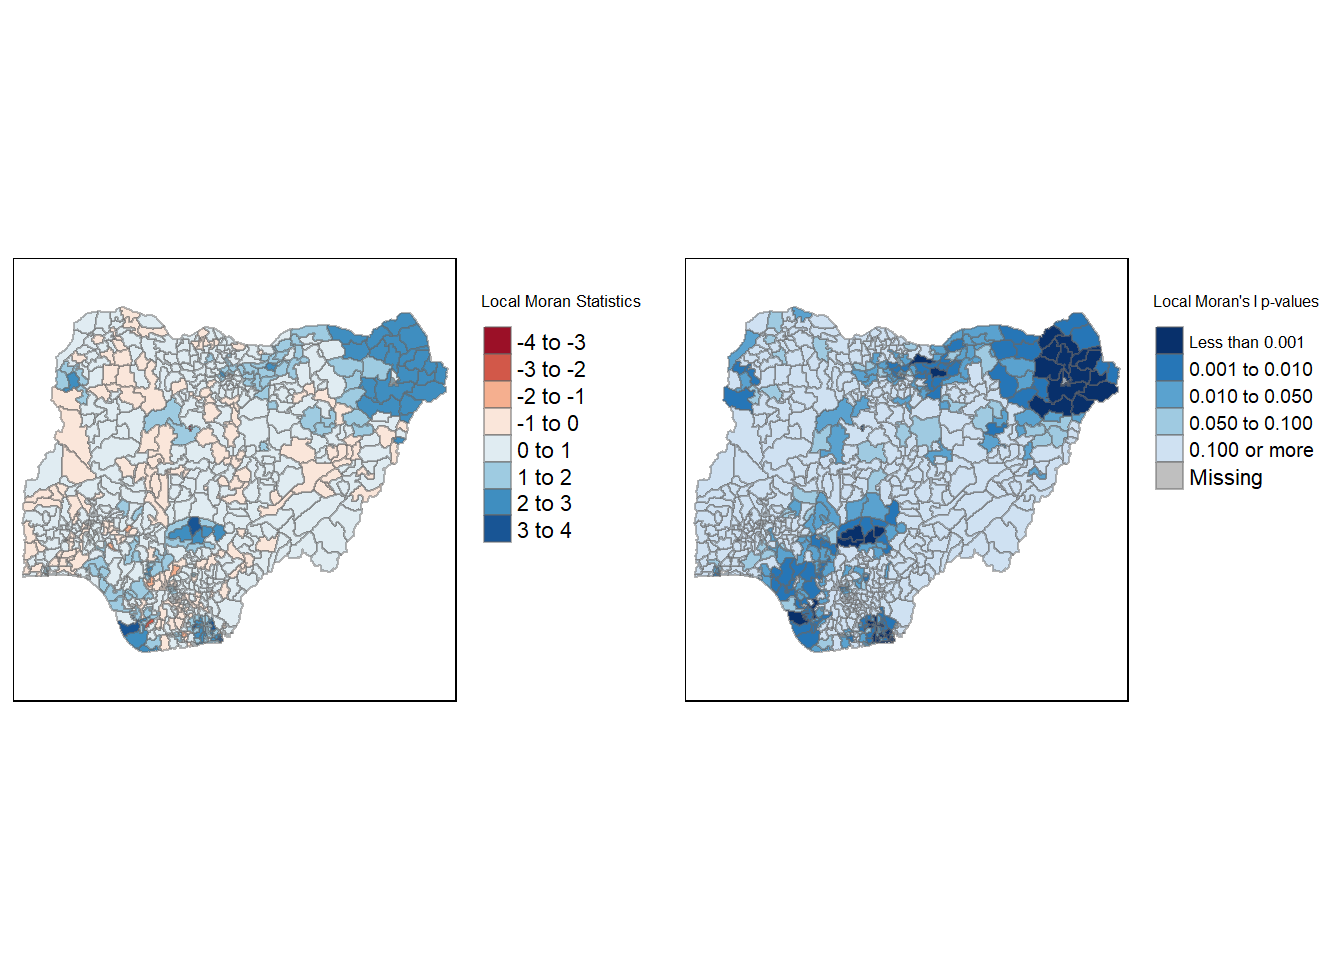 Local Moran Statistics
-4 to -3
-3 to -2
-2 to -1
-1 to 0
0 to 1
1 to 2
2 to 3
3 to 4
Local Moran's I p-values
Less than 0.001
0.001 to 0.010
0.010 to 0.050
0.050 to 0.100
0.100 or more
Missing